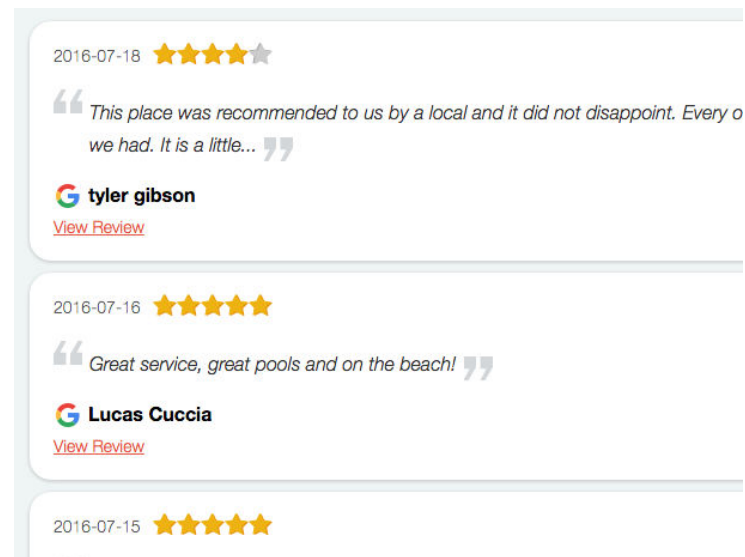 2016-07-18
This place was recommended to us by a local and it did not disappoint. Every
we had. It is a little...
tyler gibson
View Review
2016-07-16
Great service, great pools and on the beach!
Lucas Cuccia
View Review
2016-07-15